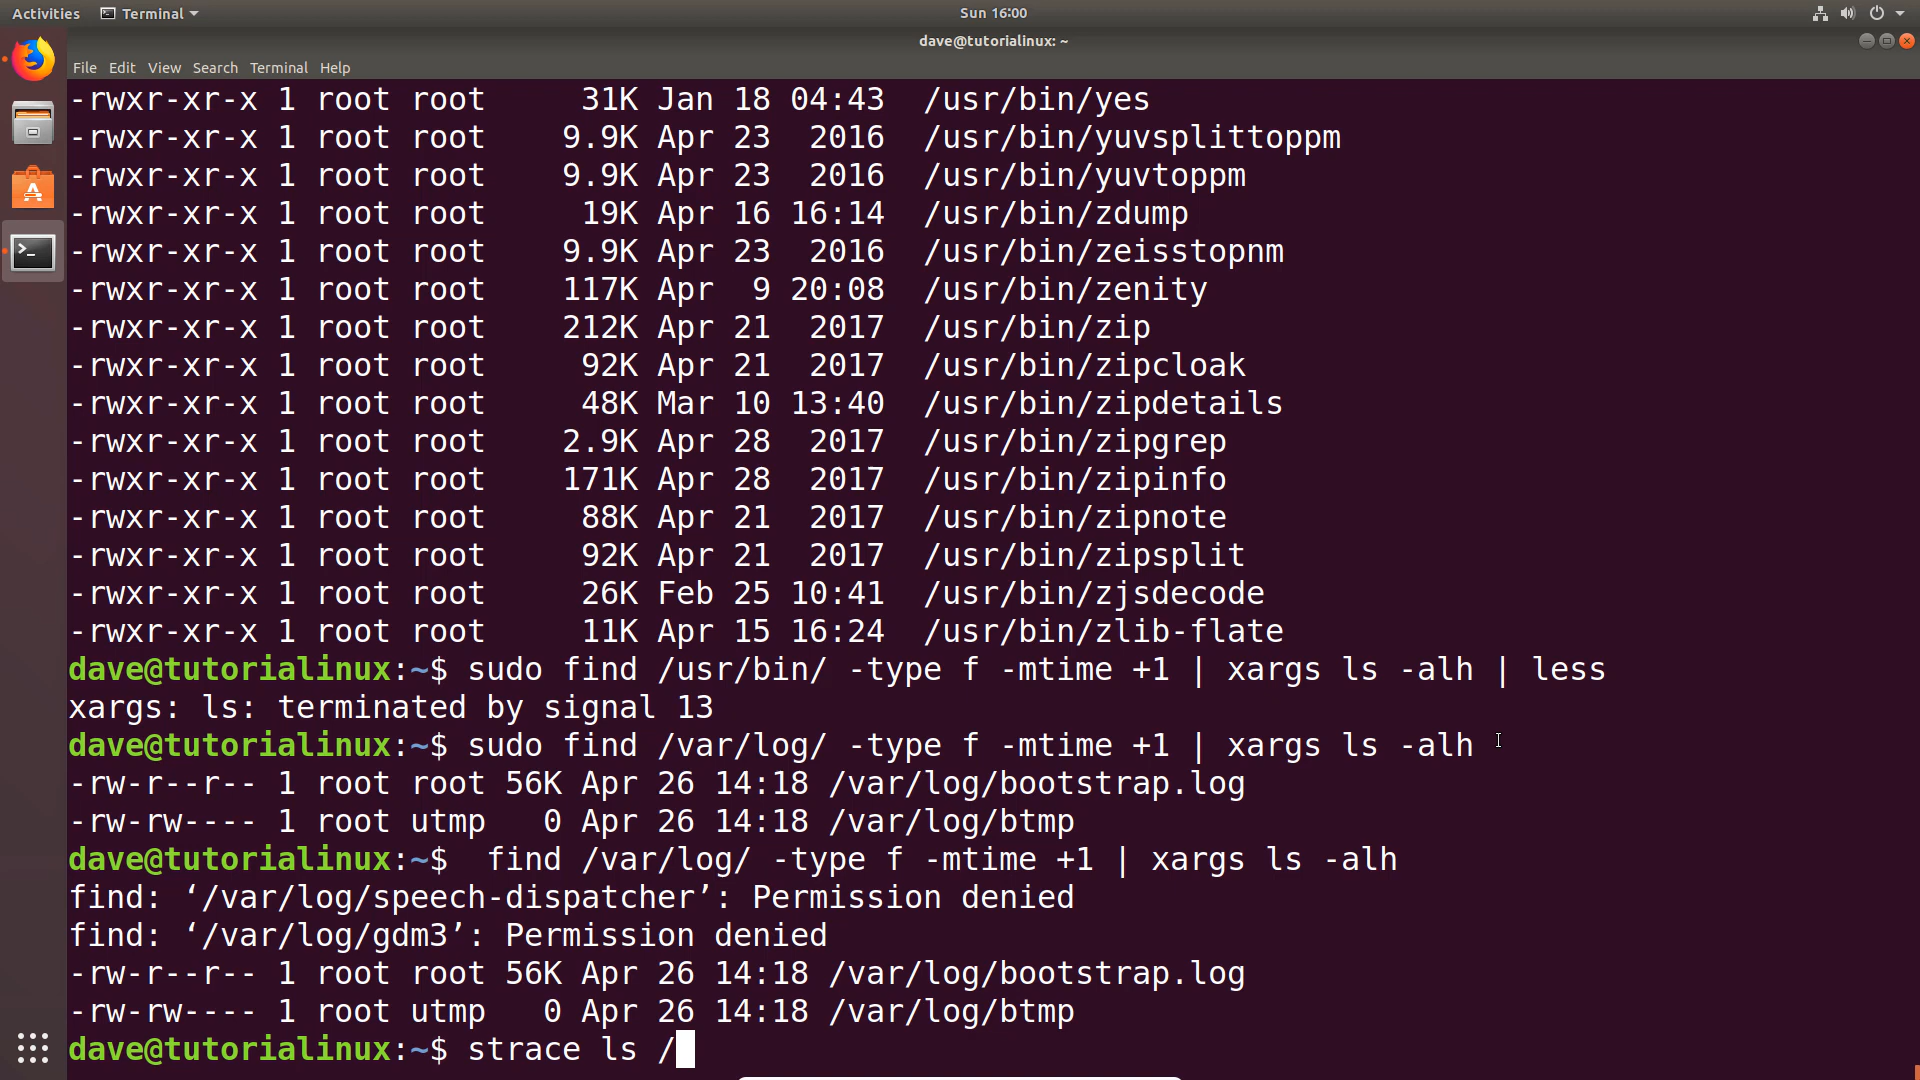 Activities Terminal Sun 16:00
dave@tutorialinux: ~
File Edit View Search Terminal Help
-rwxr-xr-x 1 root root     31K Jan 18 04:43  /usr/bin/yes
-rwxr-xr-x 1 root root    9.9K Apr 23  2016  /usr/bin/yuvsplittoppm
-rwxr-xr-x 1 root root    9.9K Apr 23  2016  /usr/bin/yuvtoppm
-rwxr-xr-x 1 root root     19K Apr 16 16:14  /usr/bin/zdump
-rwxr-xr-x 1 root root    9.9K Apr 23  2016  /usr/bin/zeisstopnm
-rwxr-xr-x 1 root root    117K Apr  9 20:08  /usr/bin/zenity
-rwxr-xr-x 1 root root    212K Apr 21  2017  /usr/bin/zip
-rwxr-xr-x 1 root root     92K Apr 21  2017  /usr/bin/zipcloak
-rwxr-xr-x 1 root root     48K Mar 10 13:40  /usr/bin/zipdetails
-rwxr-xr-x 1 root root    2.9K Apr 28  2017  /usr/bin/zipgrep
-rwxr-xr-x 1 root root    171K Apr 28  2017  /usr/bin/zipinfo
-rwxr-xr-x 1 root root     88K Apr 21  2017  /usr/bin/zipnote
-rwxr-xr-x 1 root root     92K Apr 21  2017  /usr/bin/zipsplit
-rwxr-xr-x 1 root root     26K Feb 25 10:41  /usr/bin/zjsdecode
-rwxr-xr-x 1 root root     11K Apr 15 16:24  /usr/bin/zlib-flate
dave@tutorialinux:~$ sudo find /usr/bin/ -type f -mtime +1 | xargs ls -alh | less
xargs: ls: terminated by signal 13
dave@tutorialinux:~$ sudo find /var/log/ -type f -mtime +1 | xargs ls -alh
-rw-r--r-- 1 root root 56K Apr 26 14:18 /var/log/bootstrap.log
-rw-rw---- 1 root utmp   0 Apr 26 14:18 /var/log/btmp
dave@tutorialinux:~$  find /var/log/ -type f -mtime +1 | xargs ls -alh
find: ‘/var/log/speech-dispatcher’: Permission denied
find: ‘/var/log/gdm3’: Permission denied
-rw-r--r-- 1 root root 56K Apr 26 14:18 /var/log/bootstrap.log
-rw-rw---- 1 root utmp   0 Apr 26 14:18 /var/log/btmp
dave@tutorialinux:~$ strace ls /